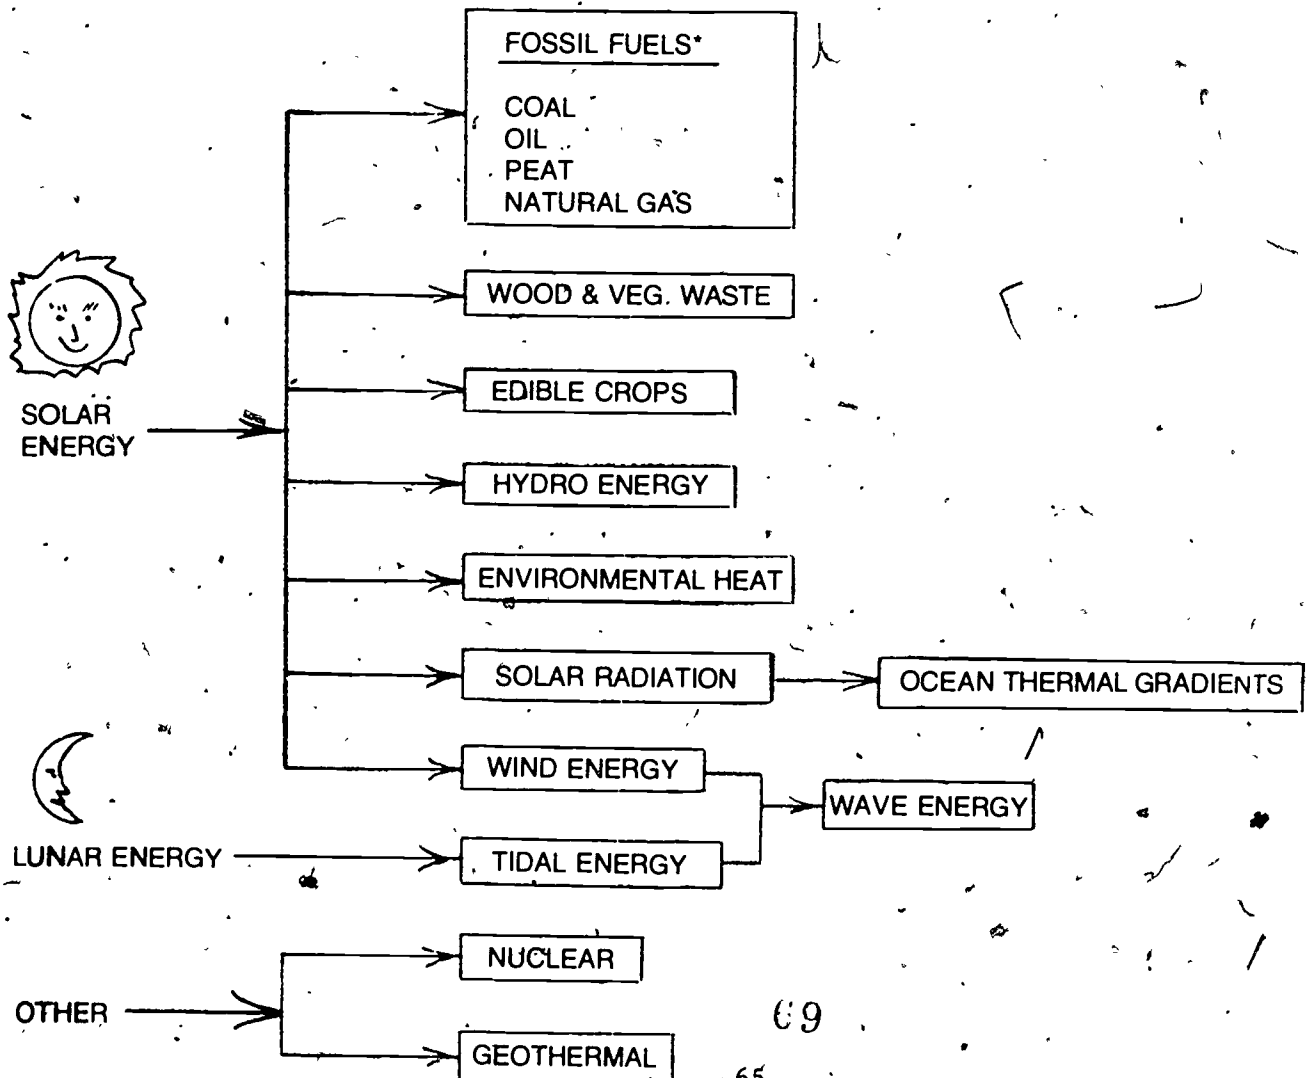 FOSSIL FUELS*
COAL
OIL
PEAT
NATURAL GAS
WOOD & VEG. WASTE
EDIBLE CROPS
SOLAR
ENERGY
HYDRO ENERGY
ENVIRONMENTAL HEAT
SOLAR RADIATION
OCEAN THERMAL GRADIENTS
WIND ENERGY
WAVE ENERGY
LUNAR ENERGY
TIDAL ENERGY
NUCLEAR
OTHER
69
GEOTHERMAL
65